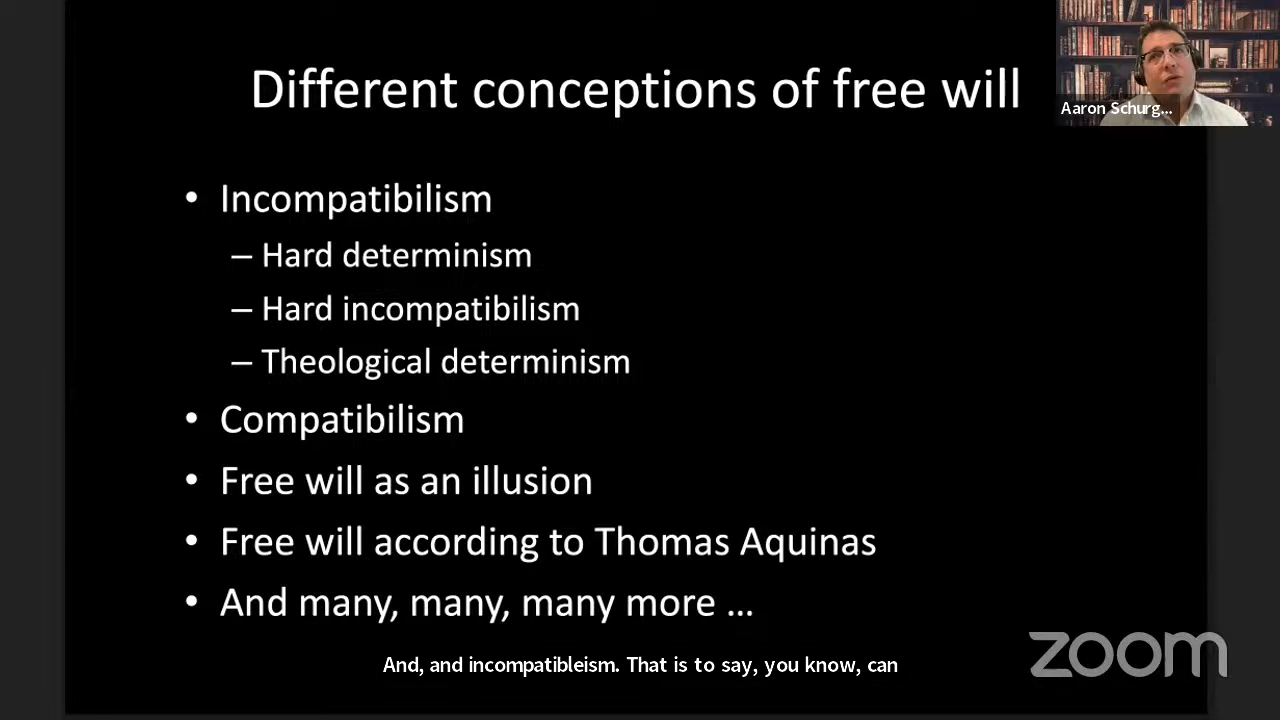 Different conceptions of free will
Aaron Schurg...
• Incompatibilism
– Hard determinism
– Hard incompatibilism
– Theological determinism
• Compatibilism
• Free will as an illusion
• Free will according to Thomas Aquinas
• And many, many, many more …
And, and incompatibleism. That is to say, you know, can
zoom